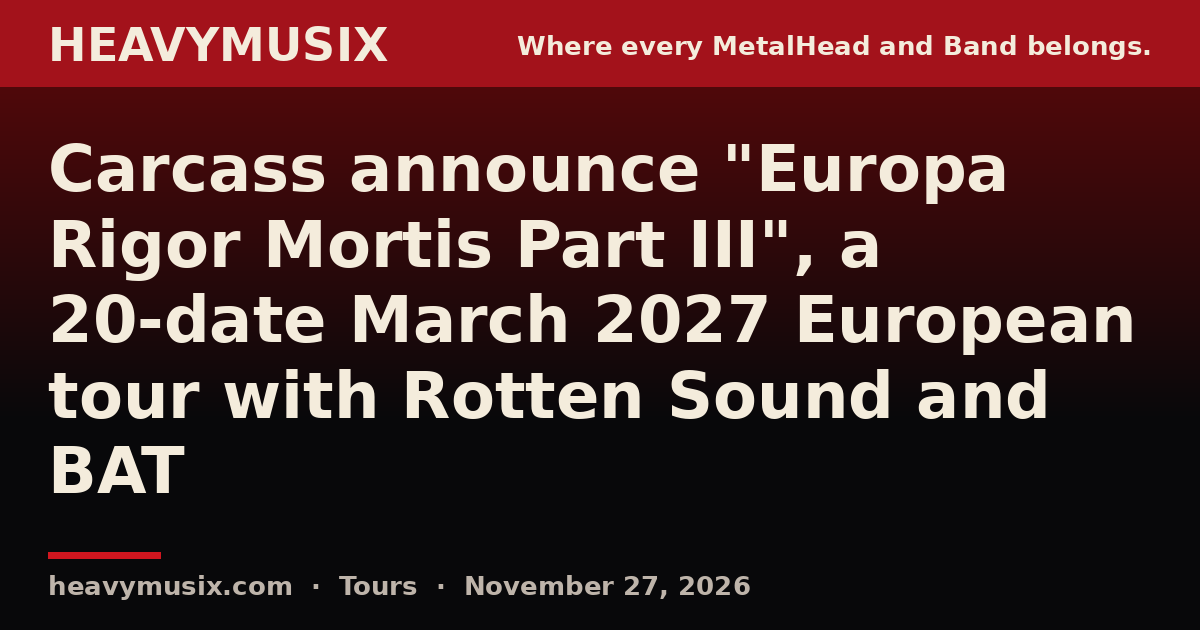 HEAVYMUSIX
Where every MetalHead and Band belongs.
Carcass announce "Europa
Rigor Mortis Part III", a
20-date March 2027 European
tour with Rotten Sound and
BAT
heavymusix.com · Tours · November 27, 2026